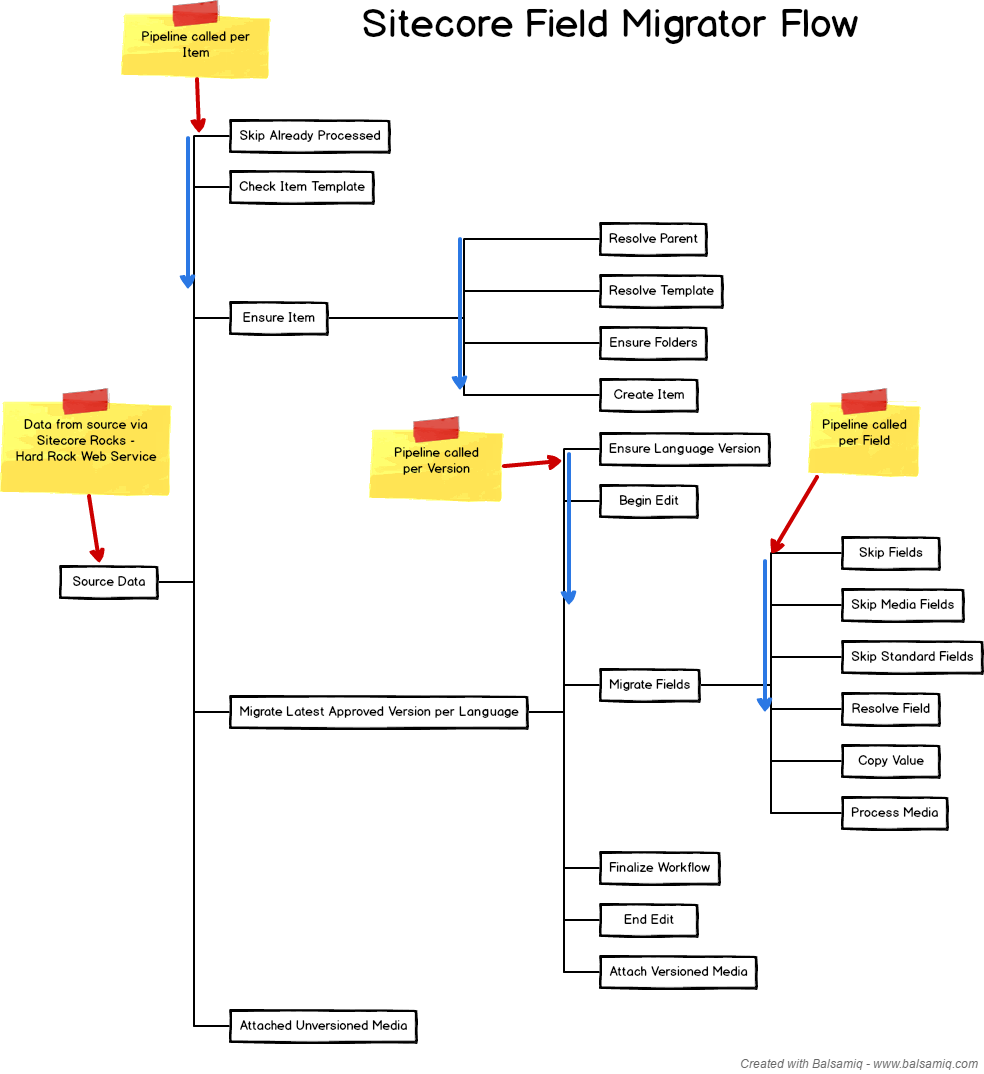 Sitecore Field Migrator Flow
Pipeline called per
Item
Skip Already Processed
Check Item Template
Resolve Parent
Resolve Template
Ensure Item
Ensure Folders
Create Item
Data from source via
Sitecore Rocks -
Hard Rock Web Service
Pipeline called
per Version
Pipeline called
per Field
Ensure Language Version
Begin Edit
Source Data
Skip Fields
Skip Media Fields
Skip Standard Fields
Migrate Fields
Resolve Field
Migrate Latest Approved Version per Language
Copy Value
Process Media
Finalize Workflow
End Edit
Attach Versioned Media
Attached Unversioned Media
Created with Balsamiq - www.balsamiq.com